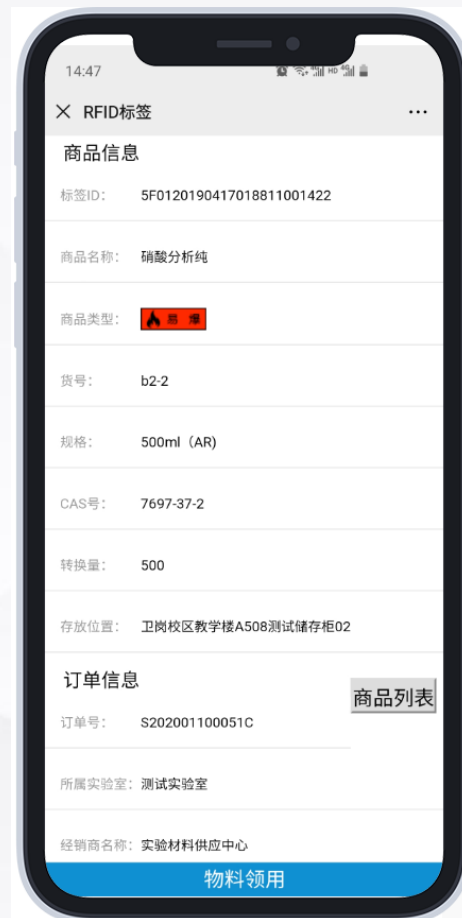 14:47
RFID标签
商品信息
标签ID： 5F0120190417018811001422
商品名称： 硝酸分析纯
商品类型： 易 爆
货号： b2-2
规格： 500ml（AR)
CAS号： 7697-37-2
转换量： 500
存放位置： 卫岗校区教学楼A508测试储存柜02
订单信息
商品列表
订单号： S202001100051C
所属实验室： 测试实验室
经销商名称： 实验材料供应中心
物料领用